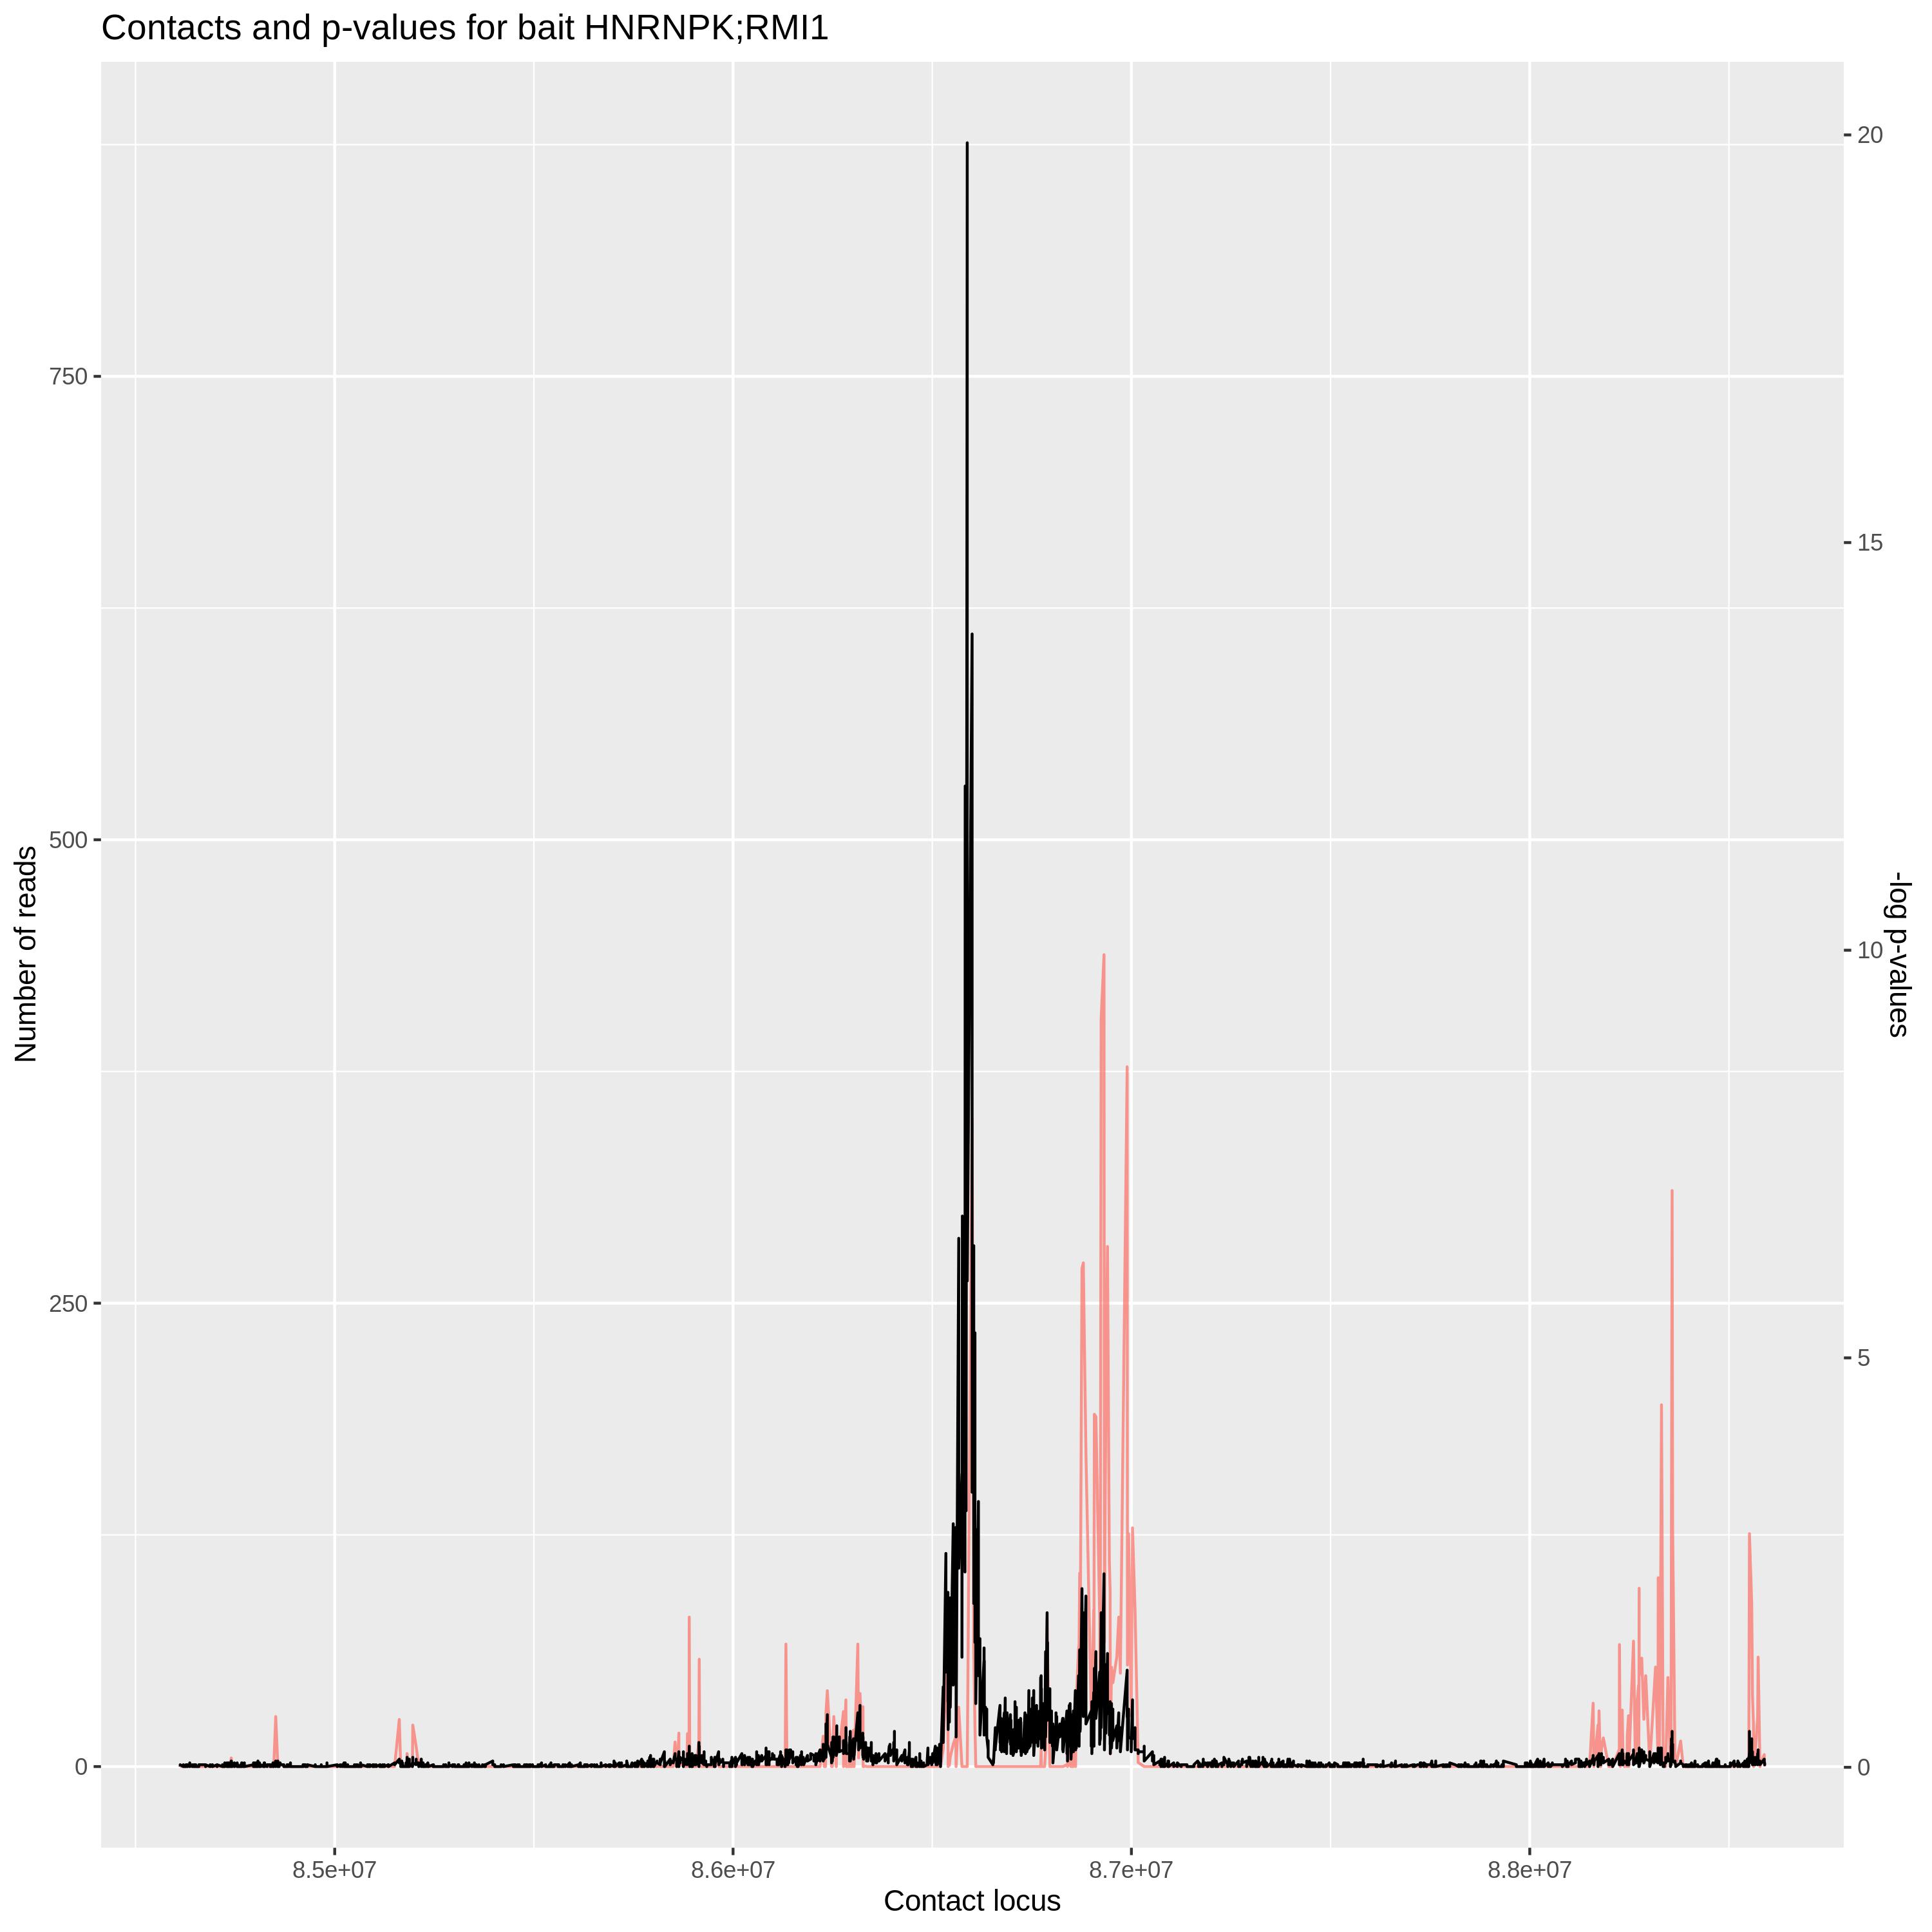 Contacts and p-values for bait HNRNPK;RMI1
750
500
250
0
Number of reads
20
15
10
5
0
-log p-values
8.5e+07
8.6e+07
8.7e+07
8.8e+07
Contact locus